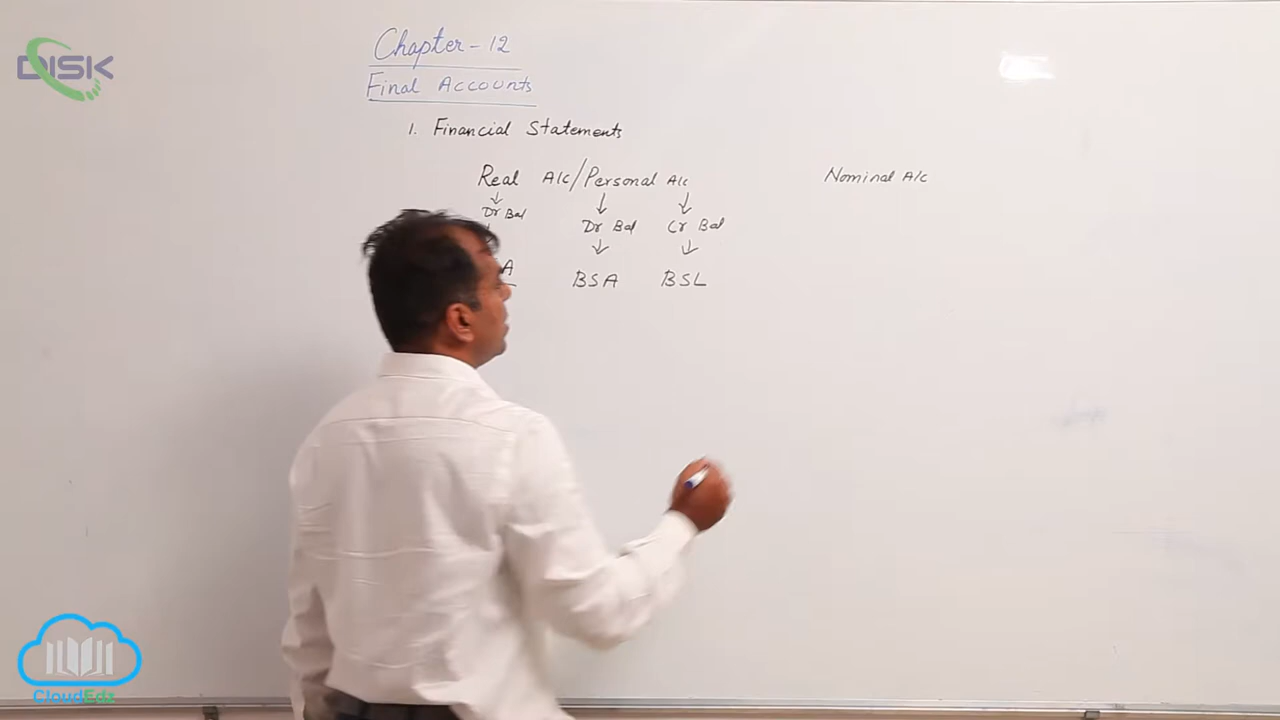 DISK
Chapter - 12
Final Accounts
1. Financial Statements
Real A/c/Personal A/c Nominal A/c
Dr Bal Dr Bal Cr Bal
A BSA BSL
CloudEdz